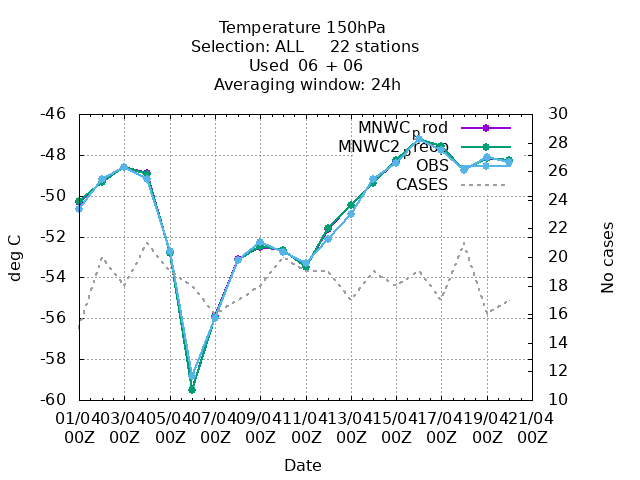 Temperature 150hPa
Selection: ALL 22 stations
Used 06 + 06
Averaging window: 24h
-46
-48
-50
-52
-54
-56
-58
-60
30
28
26
24
22
20
18
16
14
12
10
MNWC_prod
MNWC2_preop
OBS
CASES
deg C
No cases
01/04 03/04 05/04 07/04 09/04 11/04 13/04 15/04 17/04 19/04 21/04
00Z 00Z 00Z 00Z 00Z 00Z 00Z 00Z 00Z 00Z 00Z
Date